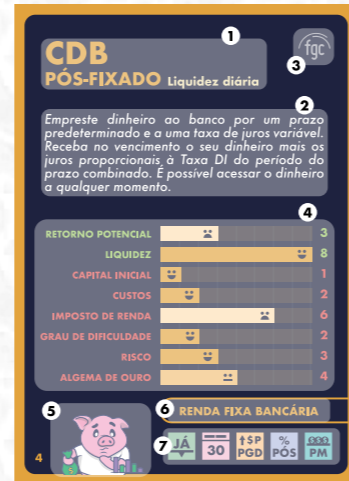 1
CDB
fgc
PÓS-FIXADO Liquidez diária
3
2
Empreste dinheiro ao banco por um prazo
predeterminado e a uma taxa de juros variável.
Receba no vencimento o seu dinheiro mais os
juros proporcionais à Taxa DI do período do
prazo combinado. É possível acessar o dinheiro
a qualquer momento.
4
RETORNO POTENCIAL 3
LIQUIDEZ 8
CAPITAL INICIAL 1
CUSTOS 2
IMPOSTO DE RENDA 6
GRAU DE DIFICULDADE 2
RISCO 3
ALGEMA DE OURO 4
5
6 RENDA FIXA BANCÁRIA
7 JÁ 30 ↑$P PGD % PÓS PM
4